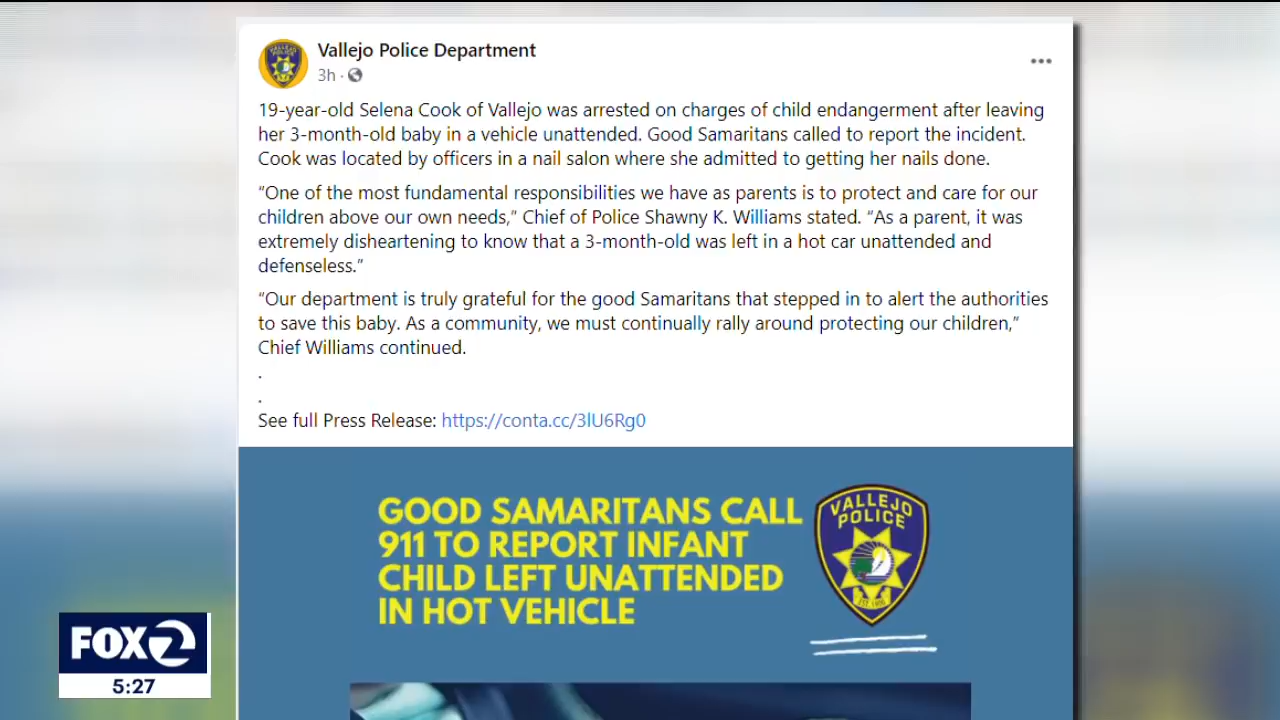 Vallejo Police Department
3h ·
19-year-old Selena Cook of Vallejo was arrested on charges of child endangerment after leaving
her 3-month-old baby in a vehicle unattended. Good Samaritans called to report the incident.
Cook was located by officers in a nail salon where she admitted to getting her nails done.
“One of the most fundamental responsibilities we have as parents is to protect and care for our
children above our own needs,” Chief of Police Shawny K. Williams stated. “As a parent, it was
extremely disheartening to know that a 3-month-old was left in a hot car unattended and
defenseless.”
“Our department is truly grateful for the good Samaritans that stepped in to alert the authorities
to save this baby. As a community, we must continually rally around protecting our children,”
Chief Williams continued.
.
.
See full Press Release: https://conta.cc/3lU6Rg0
GOOD SAMARITANS CALL
911 TO REPORT INFANT
CHILD LEFT UNATTENDED
IN HOT VEHICLE
VALLEJO
POLICE
FOX 2
5:27